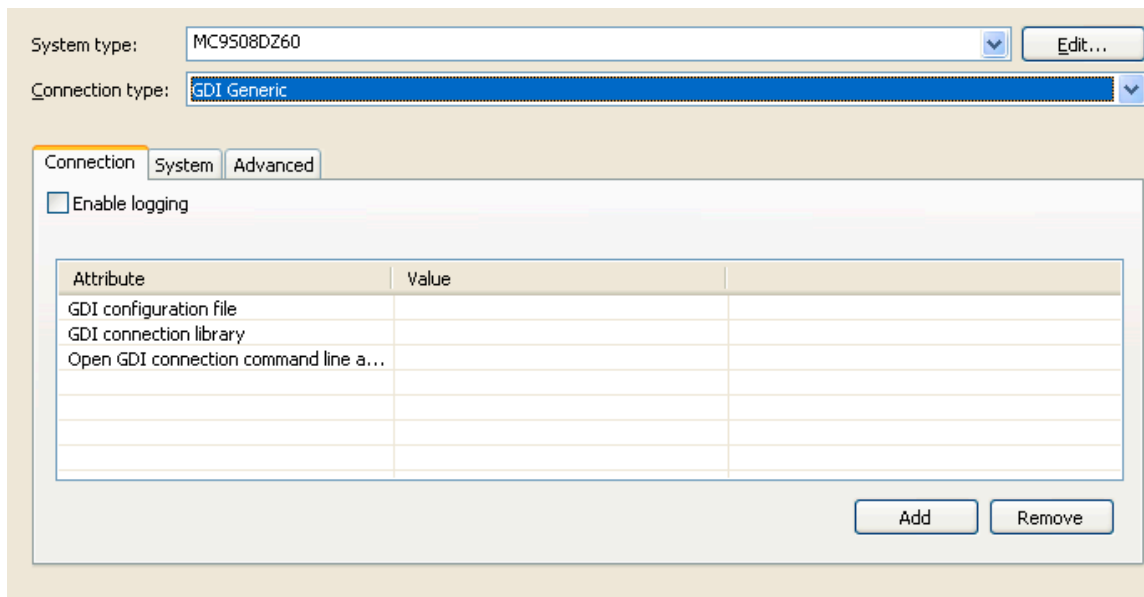 System type: MC9S08DZ60 Edit...
Connection type: GDI Generic
Connection System Advanced
Enable logging
Attribute Value
GDI configuration file
GDI connection library
Open GDI connection command line a...
Add Remove